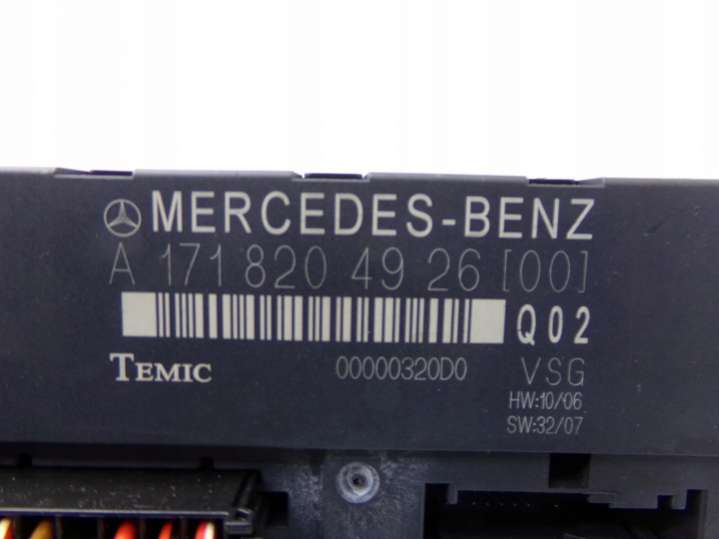 MERCEDES-BENZ
A 171 820 49 26 [00]
Q02
TEMIC 00000320D0 VSG
HW:10/06
SW:32/07